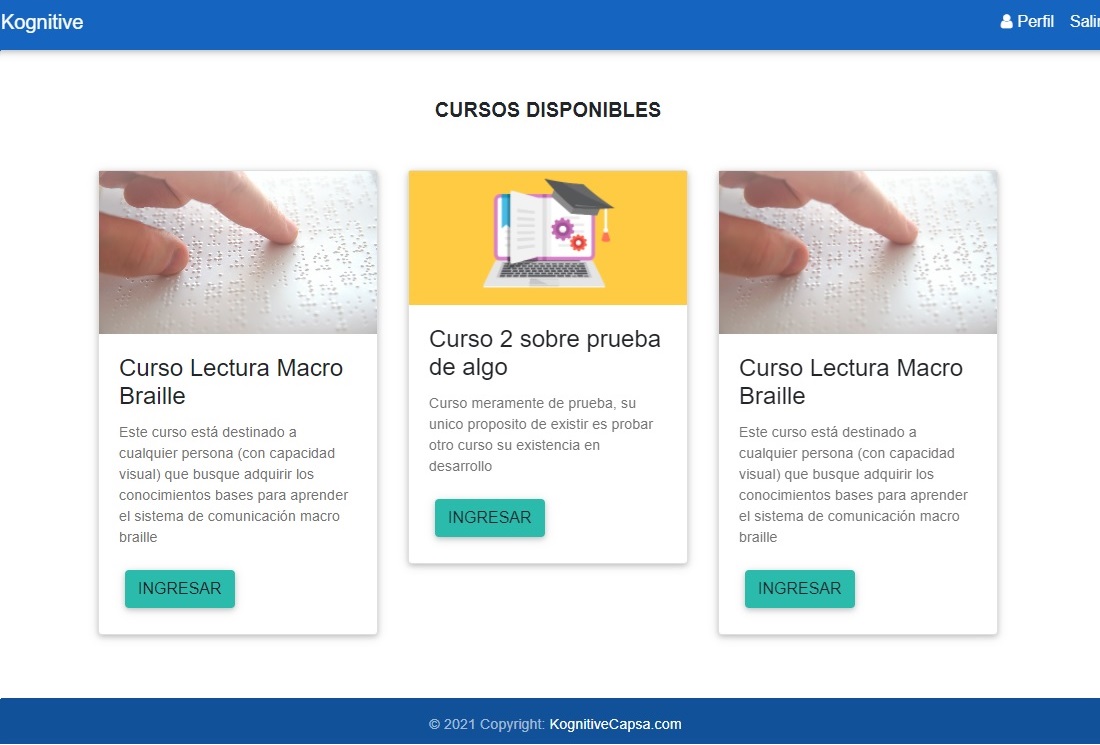 Kognitive
Perfil
CURSOS DISPONIBLES
Curso Lectura Macro
Braille
Este curso está destinado a
cualquier persona (con capacidad
visual) que busque adquirir los
conocimientos bases para aprender
el sistema de comunicación macro
braille
INGRESAR
Curso 2 sobre prueba
de algo
Curso meramente de prueba, su
unico proposito de existir es probar
otro curso su existencia en
desarrollo
INGRESAR
Curso Lectura Macro
Braille
Este curso está destinado a
cualquier persona (con capacidad
visual) que busque adquirir los
conocimientos bases para aprender
el sistema de comunicación macro
braille
INGRESAR
© 2021 Copyright: KognitiveCapsa.com